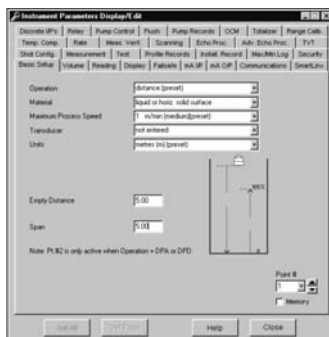 Instrument Parameters Display/Edit
Discrete I/P's Relay Pump Control Flush Pump Records OCM Totalizer Range Calib.
Temp. Comp. Rate Meas. Verif. Scanning Echo Proc. Adv. Echo Proc. TVT
Shot Config. Measurement Test Profile Records Install. Record Max/Min Log Security
Basic Setup Volume Reading Display Failsafe mA I/P mA O/P Communications SmartLinx
Operation distance (preset)
Material liquid or horiz. solid surface
Maximum Process Speed 1 m/min (medium)(preset)
Transducer not entered
Units metres (m) (preset)
100%
Empty Distance 5.00
Span 5.00
Note: Pt #2 is only active when Operation = DPA or DPD
Point #
1
Memory
Get All Help Close